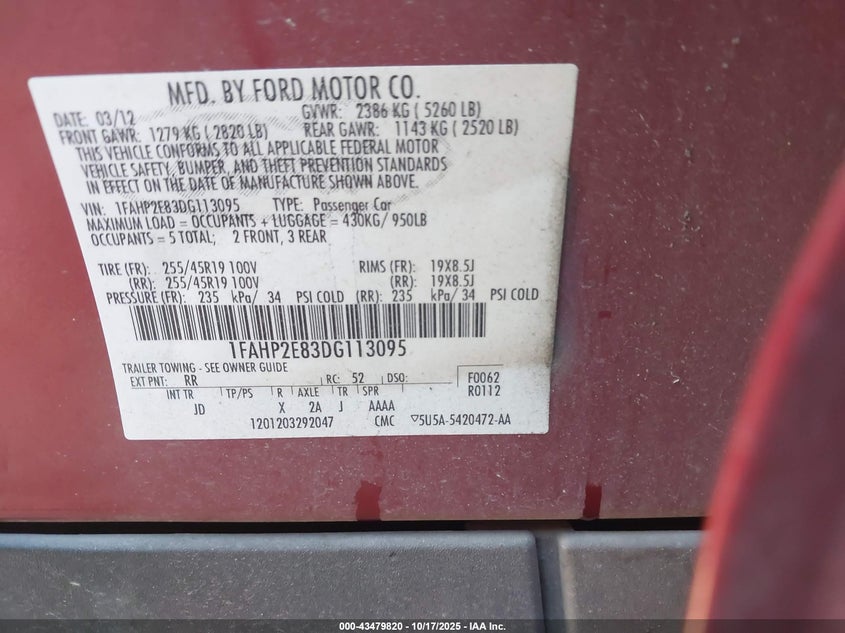 MFD. BY FORD MOTOR CO.
DATE: 03/12 GVWR: 2386 KG ( 5260 LB)
FRONT GAWR: 1279 KG ( 2820 LB) REAR GAWR: 1143 KG ( 2520 LB)
THIS VEHICLE CONFORMS TO ALL APPLICABLE FEDERAL MOTOR
VEHICLE SAFETY, BUMPER, AND THEFT PREVENTION STANDARDS
IN EFFECT ON THE DATE OF MANUFACTURE SHOWN ABOVE.
VIN: 1FAHP2E83DG113095 TYPE: Passenger Car
MAXIMUM LOAD = OCCUPANTS + LUGGAGE = 430KG/ 950LB
OCCUPANTS = 5 TOTAL; 2 FRONT, 3 REAR
TIRE (FR): 255/45R19 100V RIMS (FR): 19X8.5J
(RR): 255/45R19 100V (RR): 19X8.5J
PRESSURE (FR): 235 kPa/ 34 PSI COLD (RR): 235 kPa/ 34 PSI COLD
1FAHP2E83DG113095
TRAILER TOWING - SEE OWNER GUIDE
EXT PNT: RR RC: 52 DSO: F0062
INT TR TP/PS R AXLE TR SPR R0112
JD X 2A J AAAA
1201203292047 CMC ▽5U5A-5420472-AA
000-43479820 - 10/17/2025 - IAA Inc.